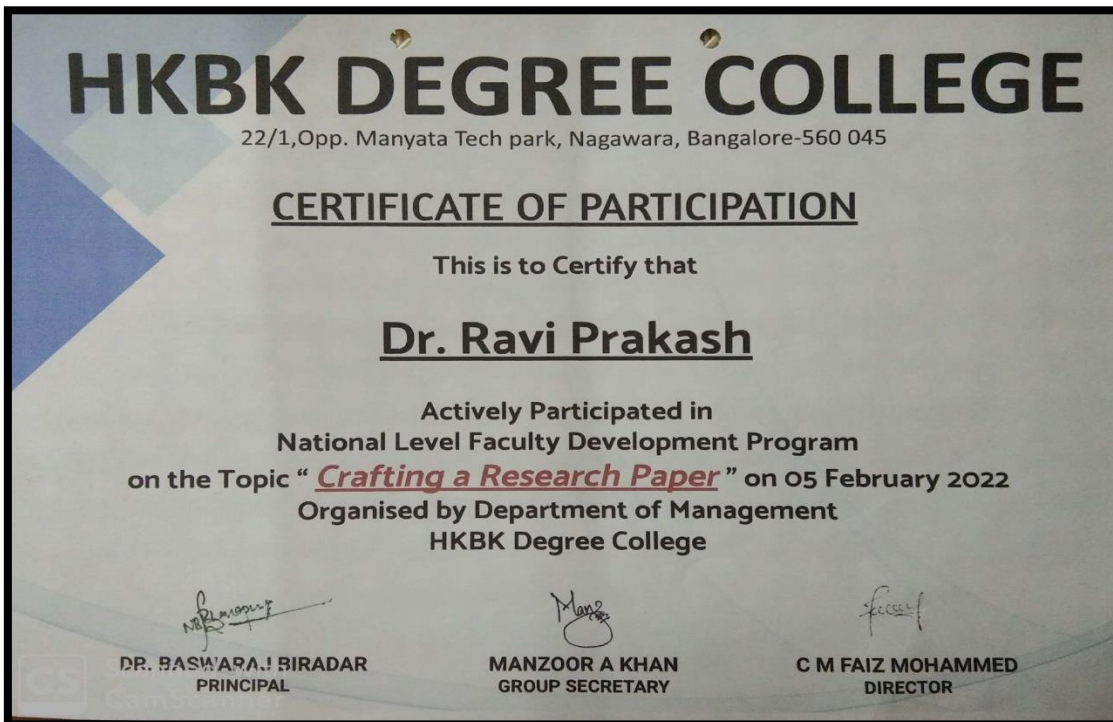 HKBK DEGREE COLLEGE
22/1,Opp. Manyata Tech park, Nagawara, Bangalore-560 045
CERTIFICATE OF PARTICIPATION
This is to Certify that
Dr. Ravi Prakash
Actively Participated in
National Level Faculty Development Program
on the Topic “ Crafting a Research Paper ” on 05 February 2022
Organised by Department of Management
HKBK Degree College
DR. BASWARAJ BIRADAR
PRINCIPAL
MANZOOR A KHAN
GROUP SECRETARY
C M FAIZ MOHAMMED
DIRECTOR
CS
CamScanner